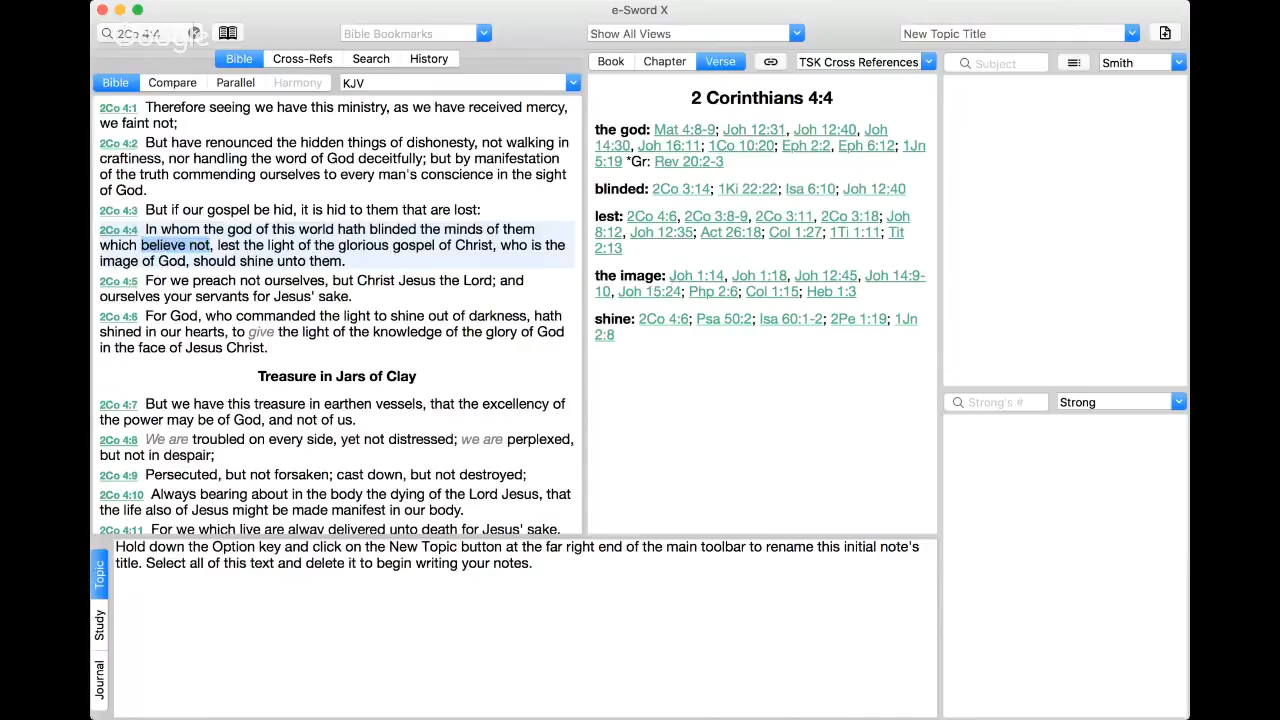 e-Sword X
2Co 4:4
Google
Bible Bookmarks
Show All Views
New Topic Title
Bible Cross-Refs Search History
Bible Compare Parallel Harmony KJV
2Co 4:1 Therefore seeing we have this ministry, as we have received mercy,
we faint not;
2Co 4:2 But have renounced the hidden things of dishonesty, not walking in
craftiness, nor handling the word of God deceitfully; but by manifestation
of the truth commending ourselves to every man's conscience in the sight
of God.
2Co 4:3 But if our gospel be hid, it is hid to them that are lost:
2Co 4:4 In whom the god of this world hath blinded the minds of them
which believe not, lest the light of the glorious gospel of Christ, who is the
image of God, should shine unto them.
2Co 4:5 For we preach not ourselves, but Christ Jesus the Lord; and
ourselves your servants for Jesus' sake.
2Co 4:6 For God, who commanded the light to shine out of darkness, hath
shined in our hearts, to give the light of the knowledge of the glory of God
in the face of Jesus Christ.
Treasure in Jars of Clay
2Co 4:7 But we have this treasure in earthen vessels, that the excellency of
the power may be of God, and not of us.
2Co 4:8 We are troubled on every side, yet not distressed; we are perplexed,
but not in despair;
2Co 4:9 Persecuted, but not forsaken; cast down, but not destroyed;
2Co 4:10 Always bearing about in the body the dying of the Lord Jesus, that
the life also of Jesus might be made manifest in our body.
2Co 4:11 For we which live are alway delivered unto death for Jesus' sake,
Book Chapter Verse TSK Cross References
2 Corinthians 4:4
the god: Mat 4:8-9; Joh 12:31, Joh 12:40, Joh
14:30, Joh 16:11; 1Co 10:20; Eph 2:2, Eph 6:12; 1Jn
5:19 *Gr: Rev 20:2-3
blinded: 2Co 3:14; 1Ki 22:22; Isa 6:10; Joh 12:40
lest: 2Co 4:6, 2Co 3:8-9, 2Co 3:11, 2Co 3:18; Joh
8:12, Joh 12:35; Act 26:18; Col 1:27; 1Ti 1:11; Tit
2:13
the image: Joh 1:14, Joh 1:18, Joh 12:45, Joh 14:9-
10, Joh 15:24; Php 2:6; Col 1:15; Heb 1:3
shine: 2Co 4:6; Psa 50:2; Isa 60:1-2; 2Pe 1:19; 1Jn
2:8
Subject
Smith
Strong's #
Strong
Topic
Study
Journal
Hold down the Option key and click on the New Topic button at the far right end of the main toolbar to rename this initial note's
title. Select all of this text and delete it to begin writing your notes.